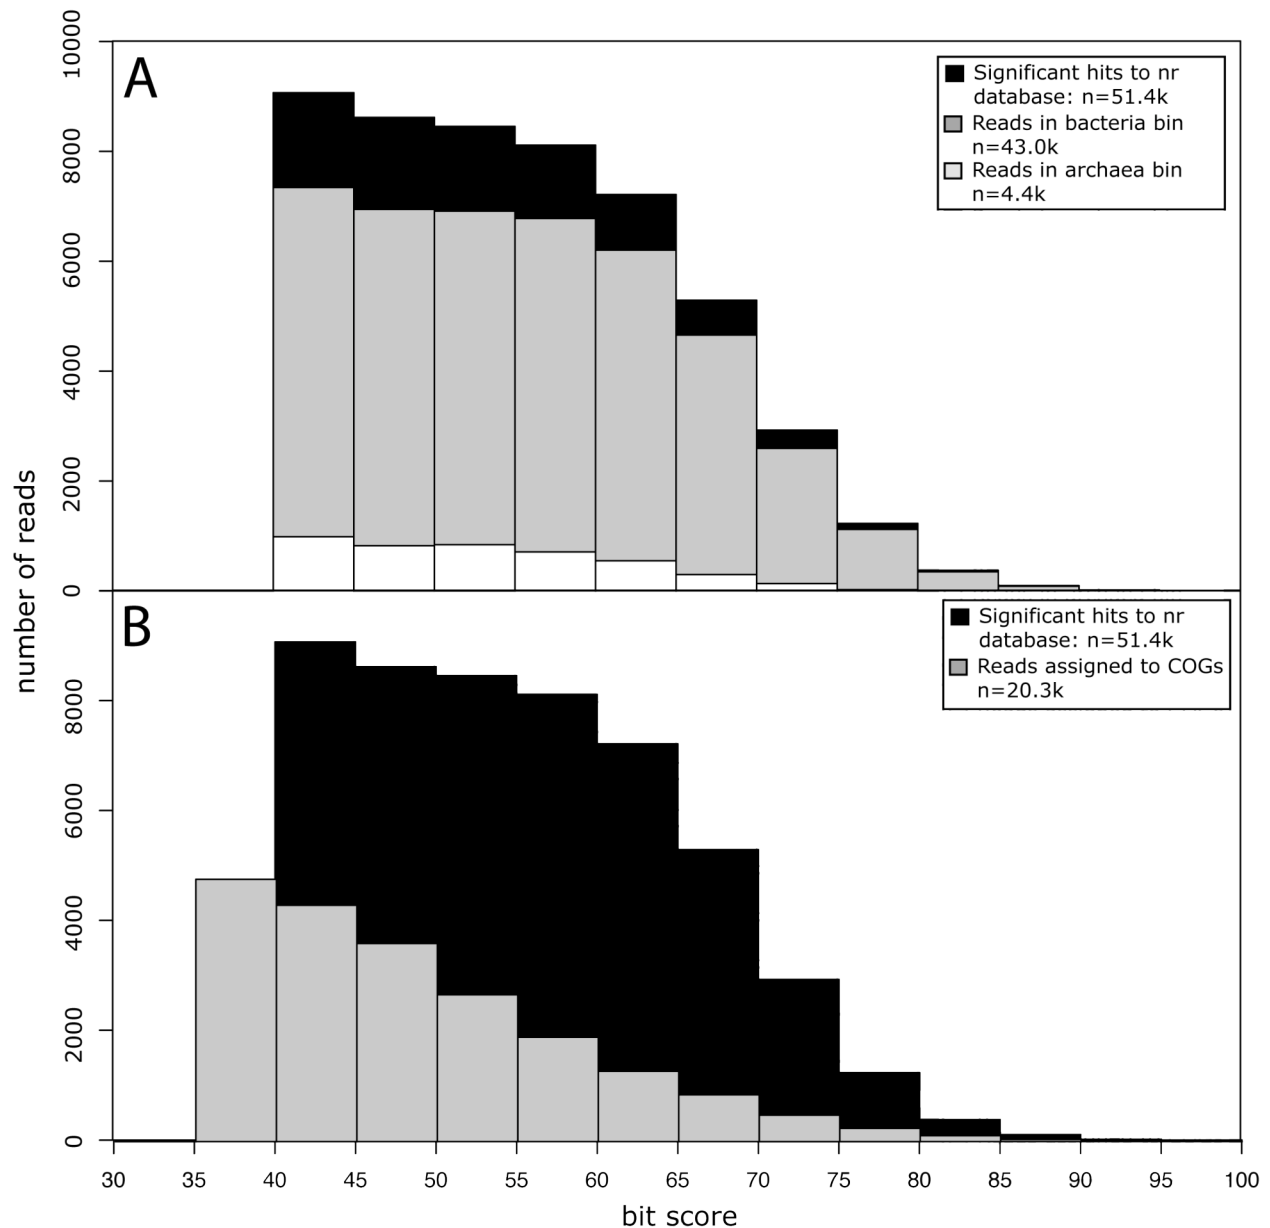 A
Significant hits to nr
database: n=51.4k
Reads in bacteria bin
n=43.0k
Reads in archaea bin
n=4.4k
10000
8000
6000
4000
2000
0
number of reads
B
Significant hits to nr
database: n=51.4k
Reads assigned to COGs
n=20.3k
8000
6000
4000
2000
0
30 35 40 45 50 55 60 65 70 75 80 85 90 95 100
bit score